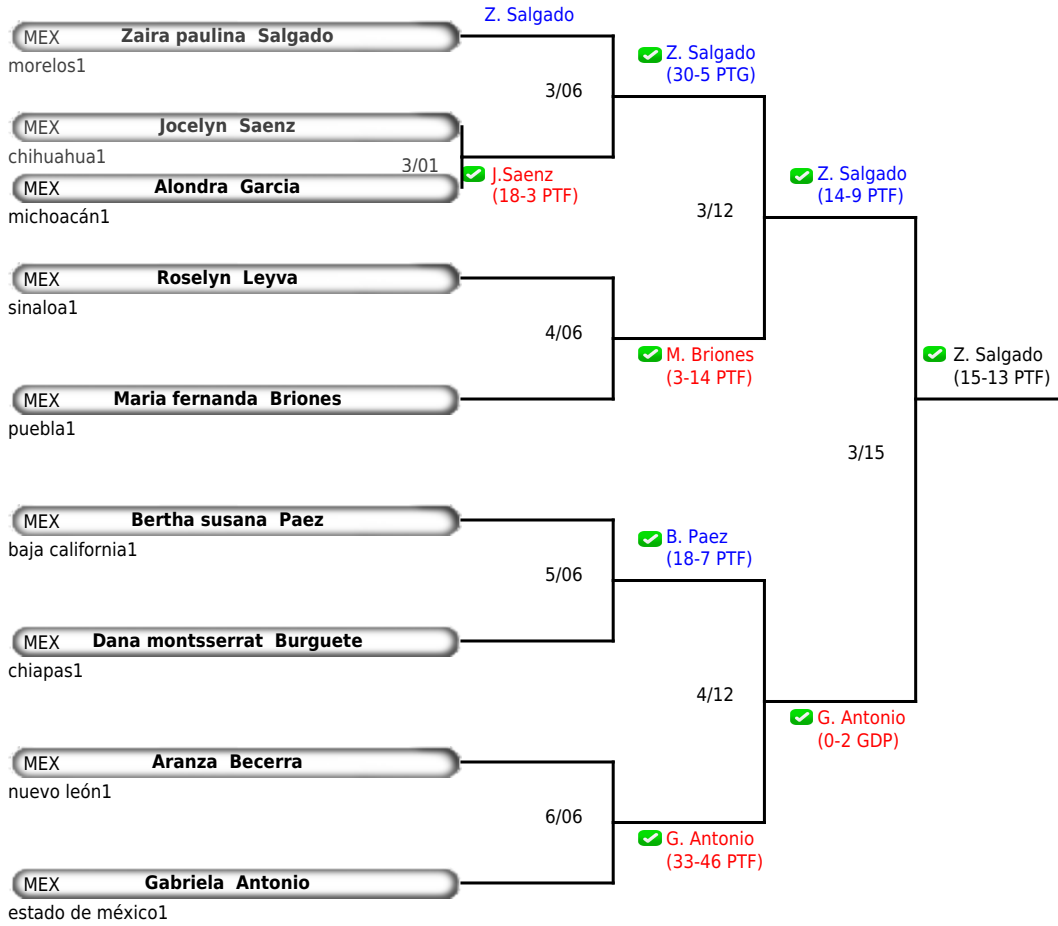 Z. Salgado
MEX Zaira paulina Salgado
morelos1
Z. Salgado
(30-5 PTG)
3/06
MEX Jocelyn Saenz
chihuahua1
3/01
J.Saenz
(18-3 PTF)
MEX Alondra Garcia
michoacán1
Z. Salgado
(14-9 PTF)
3/12
MEX Roselyn Leyva
sinaloa1
4/06
M. Briones
(3-14 PTF)
Z. Salgado
(15-13 PTF)
MEX Maria fernanda Briones
puebla1
3/15
MEX Bertha susana Paez
baja california1
B. Paez
(18-7 PTF)
5/06
MEX Dana montsserrat Burguete
chiapas1
4/12
G. Antonio
(0-2 GDP)
MEX Aranza Becerra
nuevo león1
6/06
G. Antonio
(33-46 PTF)
MEX Gabriela Antonio
estado de méxico1